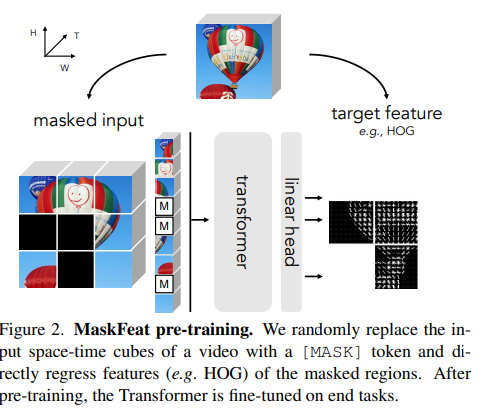 H
T
W
masked input
target feature
e.g., HOG
M
M
M
transformer
linear head
Figure 2. MaskFeat pre-training. We randomly replace the in-
put space-time cubes of a video with a [MASK] token and di-
rectly regress features (e.g. HOG) of the masked regions. After
pre-training, the Transformer is fine-tuned on end tasks.